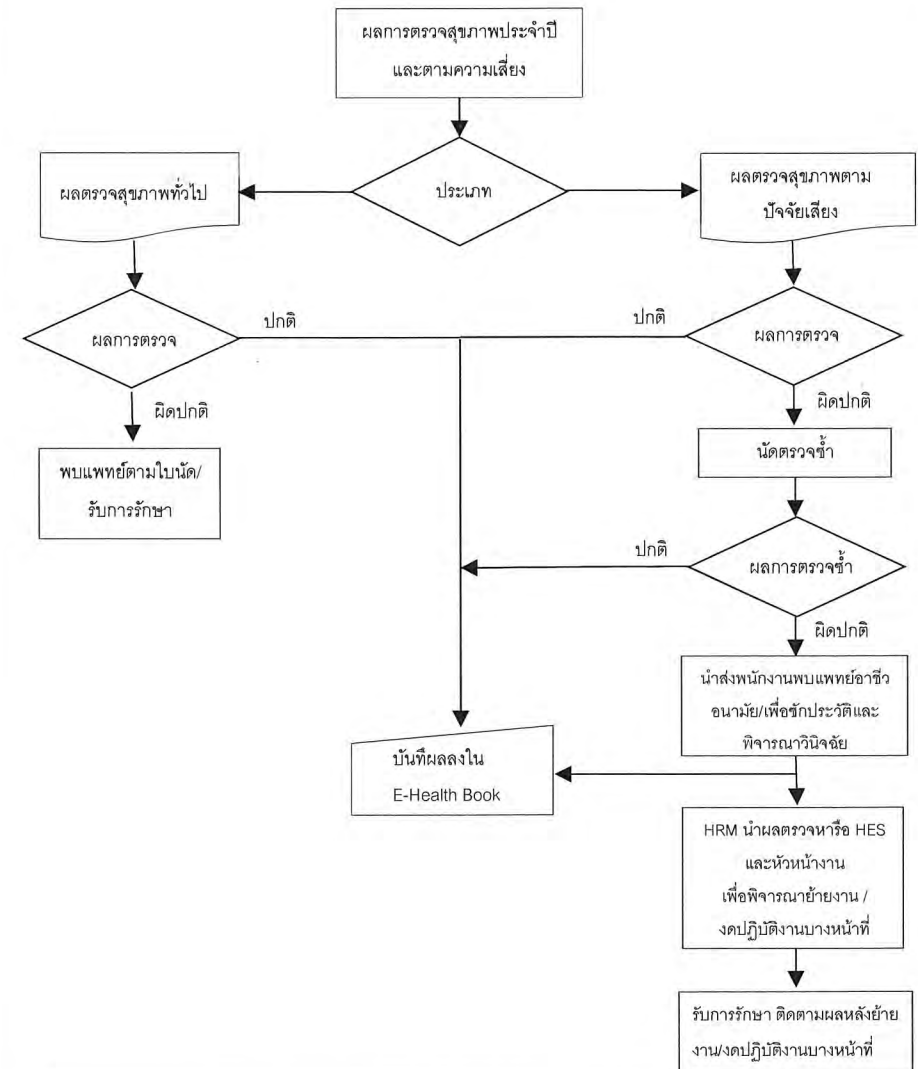 ผลการตรวจสุขภาพประจำปี
และตามความเสี่ยง
ประเภท
ผลตรวจสุขภาพทั่วไป
ผลตรวจสุขภาพตาม
ปัจจัยเสียง
ผลการตรวจ
ปกติ
ปกติ
ผลการตรวจ
ผิดปกติ
ผิดปกติ
พบแพทย์ตามใบนัด/
รับการรักษา
นัดตรวจซ้ำ
ปกติ
ผลการตรวจซ้ำ
ผิดปกติ
นำส่งพนักงานพบแพทย์อาชีว
อนามัย/เพื่อซักประวัติและ
พิจารณาวินิจฉัย
บันทึผลลงใน
E-Health Book
HRM นำผลตรวจหารือ HES
และหัวหน้างาน
เพื่อพิจารณาย้ายงาน /
งดปฏิบัติงานบางหน้าที่
รับการรักษา ติดตามผลหลังย้าย
งาน/งดปฏิบัติงานบางหน้าที่